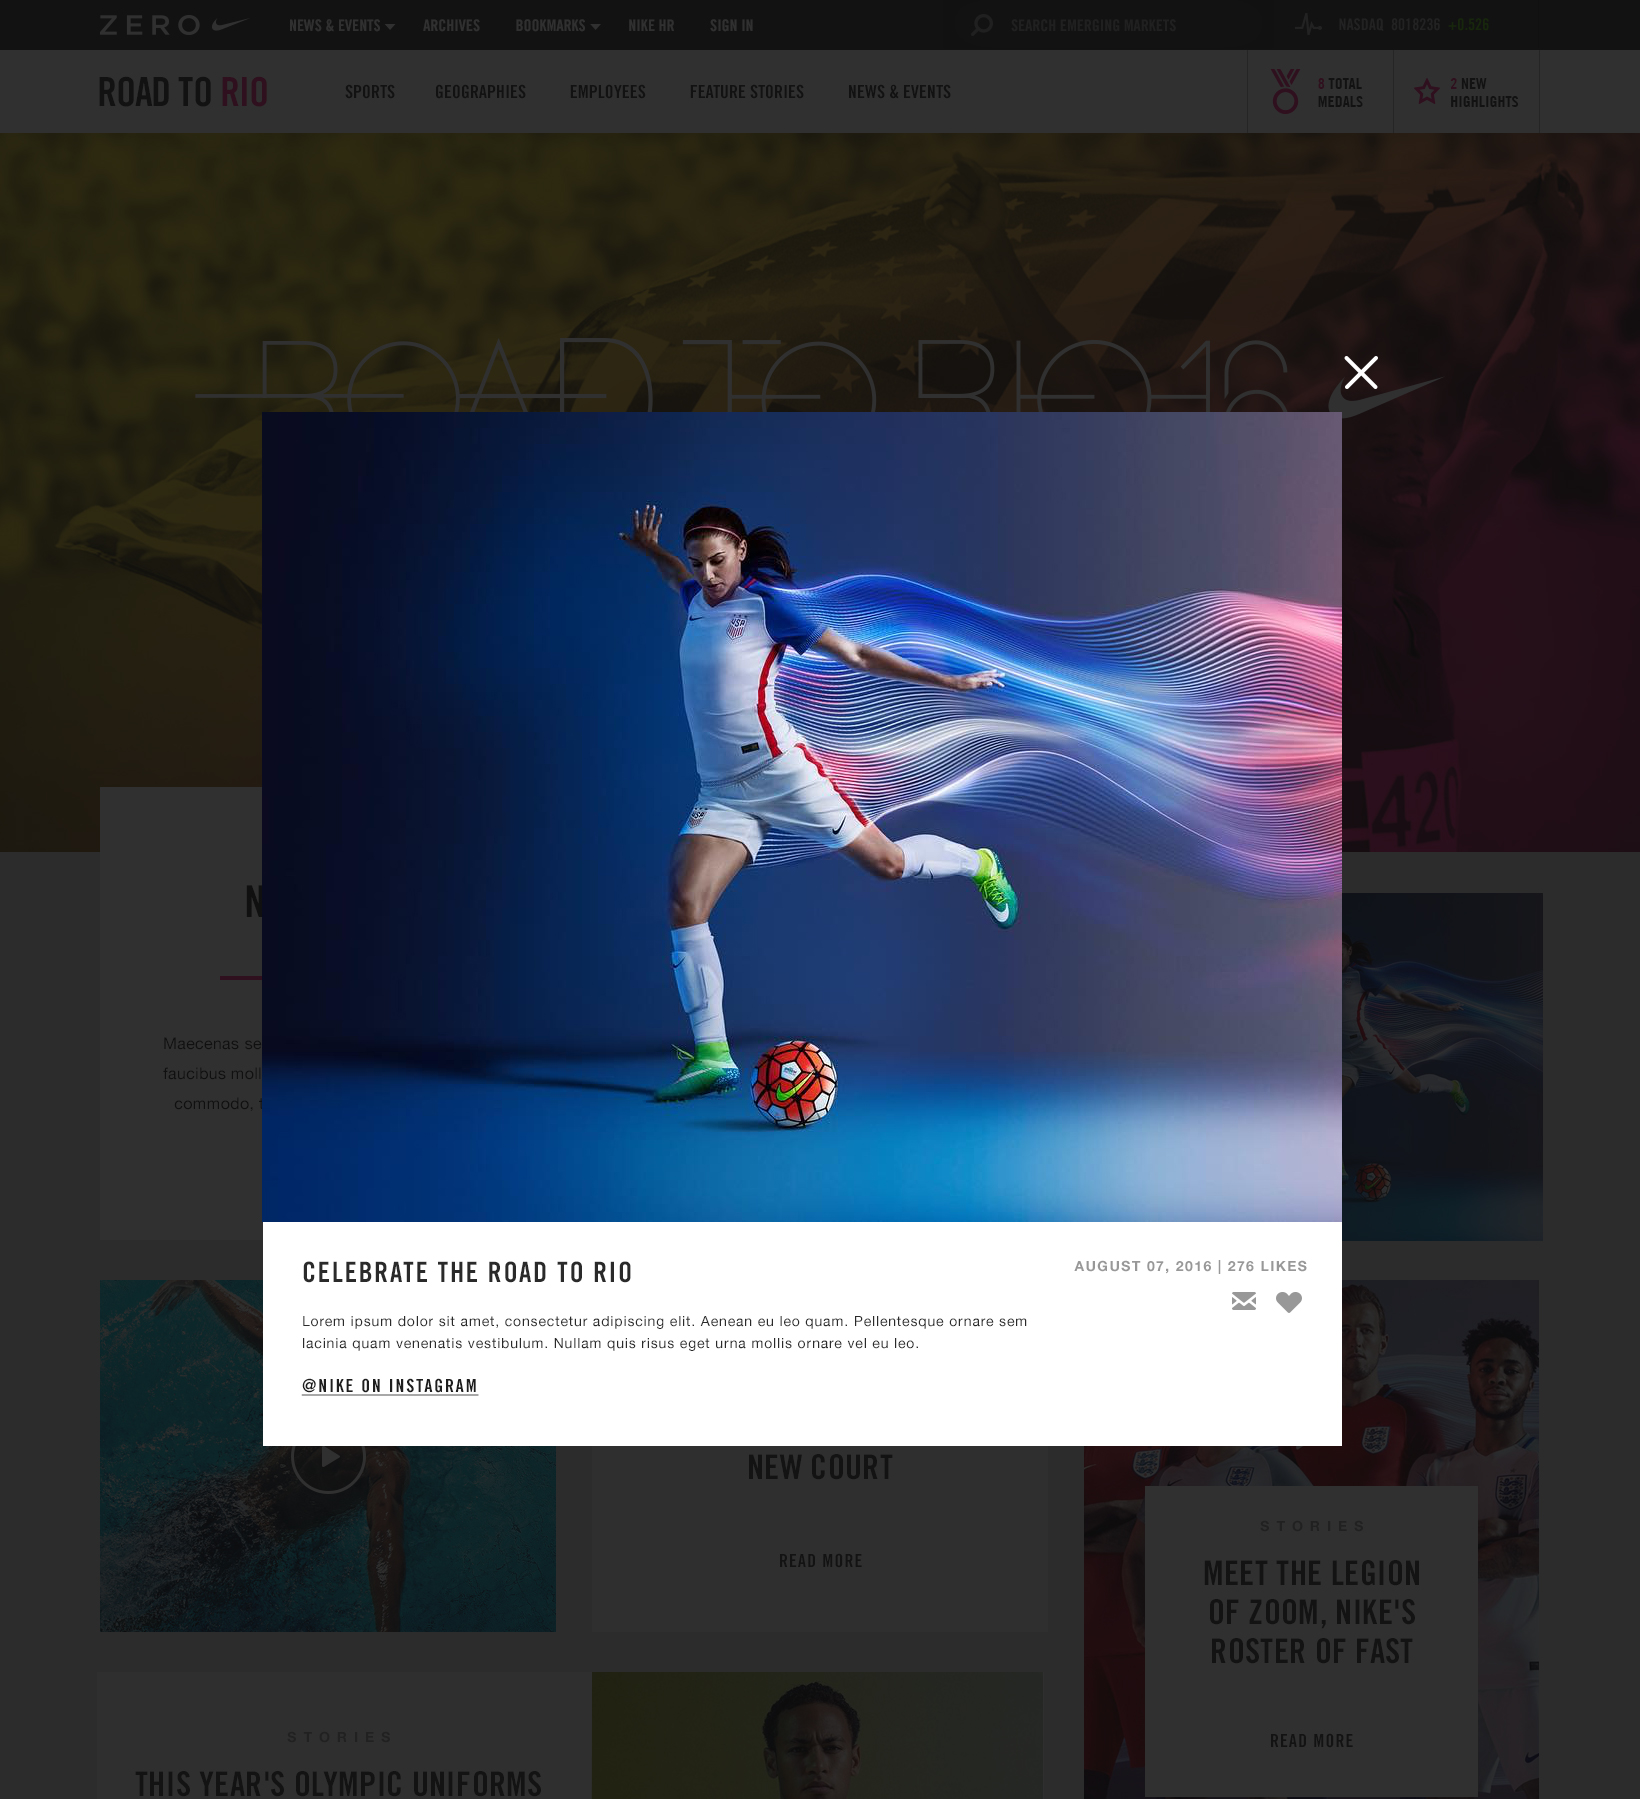 ZERO
NEWS & EVENTS
ARCHIVES
BOOKMARKS
NIKE HR
SIGN IN
SEARCH EMERGING MARKETS
NASDAQ 8018236 +0.526
ROAD TO RIO
SPORTS
GEOGRAPHIES
EMPLOYEES
FEATURE STORIES
NEWS & EVENTS
8 TOTAL
MEDALS
2 NEW
HIGHLIGHTS
ROAD TO RIO 16
420
Maecenas
faucibus
commodo,
CELEBRATE THE ROAD TO RIO
AUGUST 07, 2016 | 276 LIKES
Lorem ipsum dolor sit amet, consectetur adipiscing elit. Aenean eu leo quam. Pellentesque ornare sem
lacinia quam venenatis vestibulum. Nullam quis risus eget urna mollis ornare vel eu leo.
@NIKE ON INSTAGRAM
NEW COURT
READ MORE
STORIES
MEET THE LEGION
OF ZOOM, NIKE'S
ROSTER OF FAST
READ MORE
STORIES
THIS YEAR'S OLYMPIC UNIFORMS